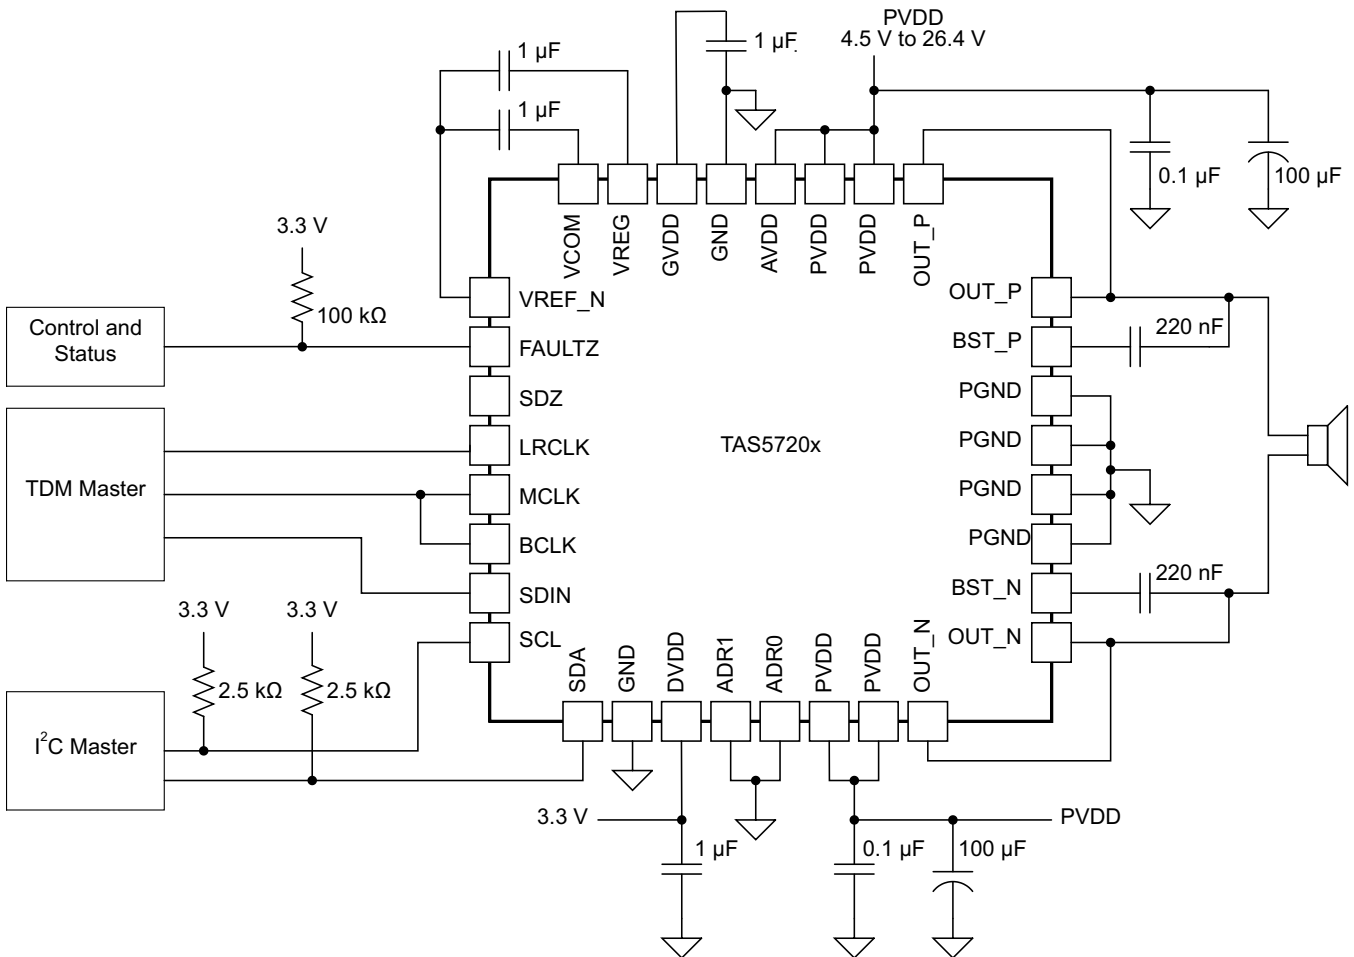 PVDD
4.5 V to 26.4 V
1 µF
1 µF
1 µF
0.1 µF
100 µF
VCOM
VREG
GVDD
GND
AVDD
PVDD
PVDD
OUT_P
3.3 V
100 kΩ
Control and
Status
TDM Master
VREF_N
FAULTZ
SDZ
LRCLK
MCLK
BCLK
SDIN
SCL
TAS5720x
OUT_P
BST_P
PGND
PGND
PGND
PGND
BST_N
OUT_N
220 nF
220 nF
3.3 V
3.3 V
2.5 kΩ
2.5 kΩ
I²C Master
SDA
GND
DVDD
ADR1
ADR0
PVDD
PVDD
OUT_N
3.3 V
1 µF
0.1 µF
100 µF
PVDD